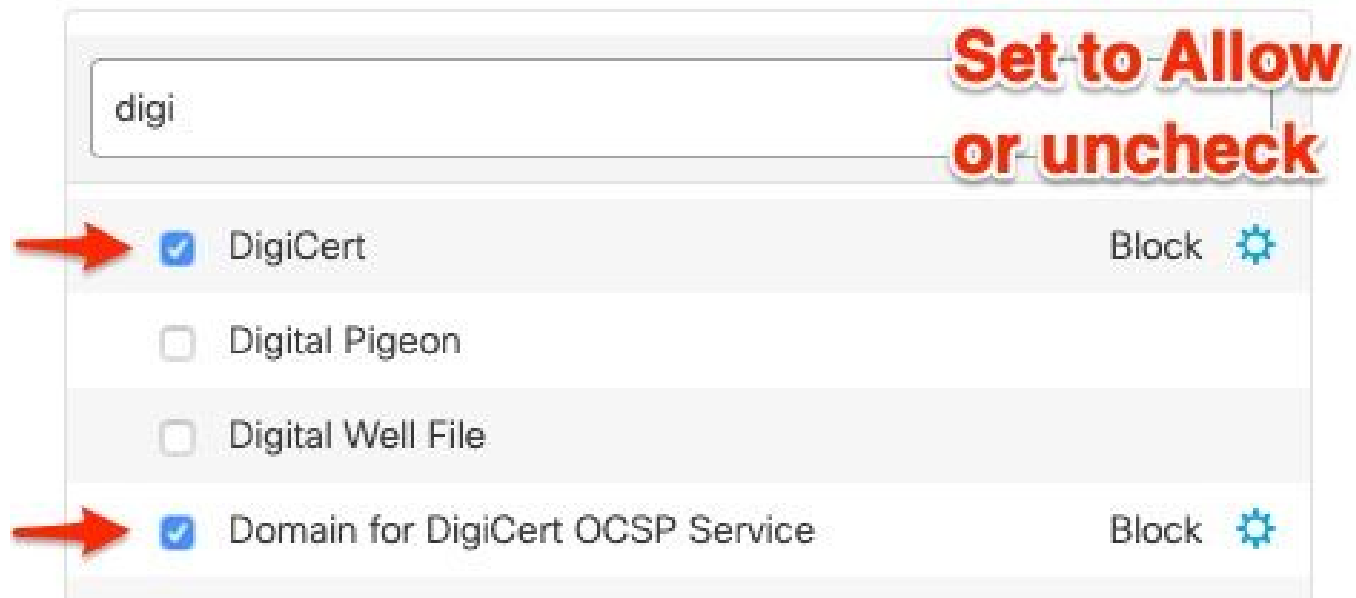 Set to Allow
or uncheck
digi
DigiCert Block
Digital Pigeon
Digital Well File
Domain for DigiCert OCSP Service Block